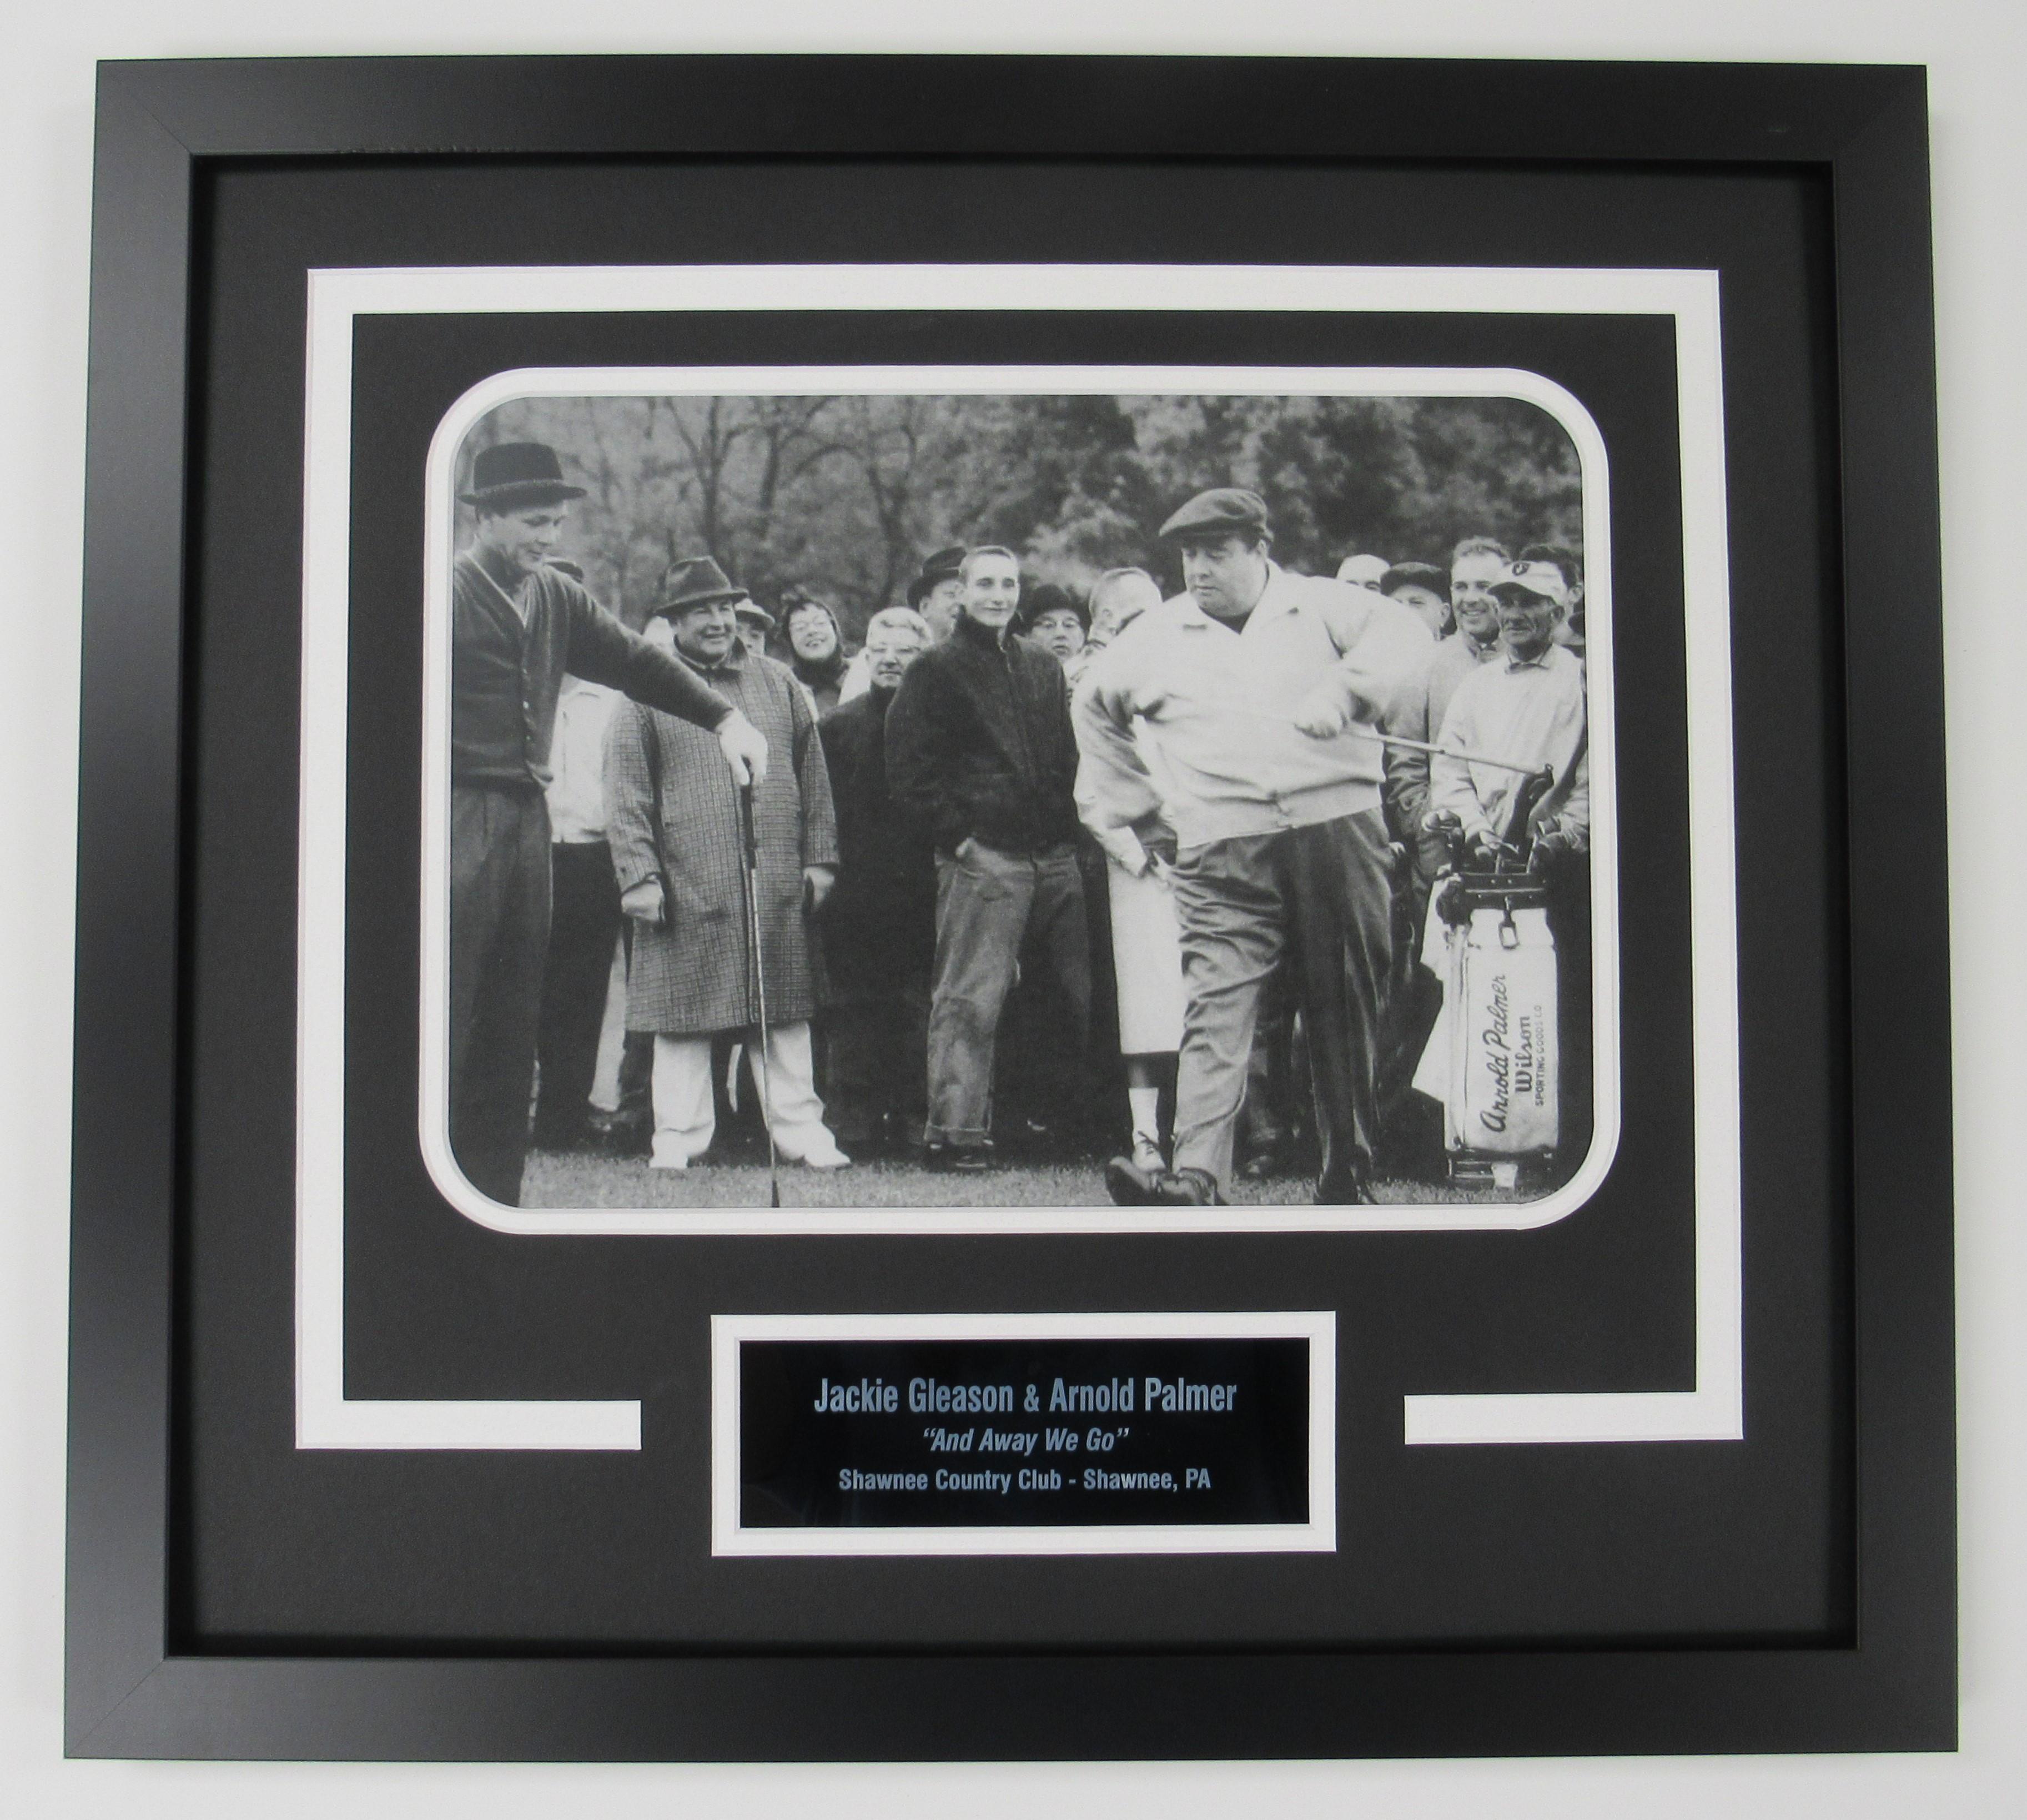 Arnold Palmer
Wilson
SPORTING GOODS CO
Jackie Gleason & Arnold Palmer
“And Away We Go”
Shawnee Country Club - Shawnee, PA